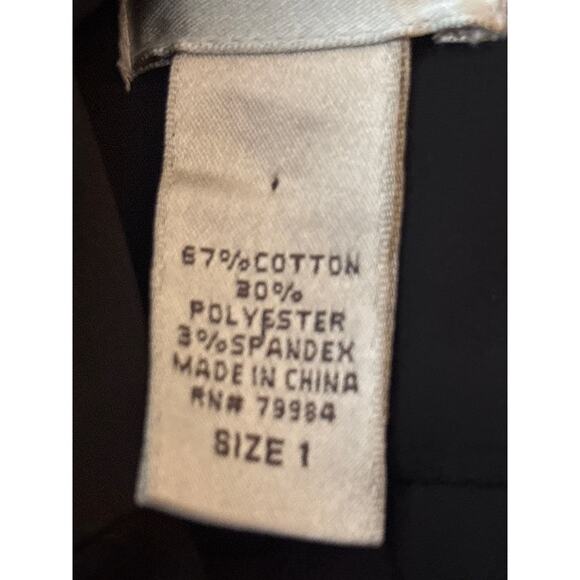 67%COTTON
30%
POLYESTER
3%SPANDEX
MADE IN CHINA
RN# 79984
SIZE 1